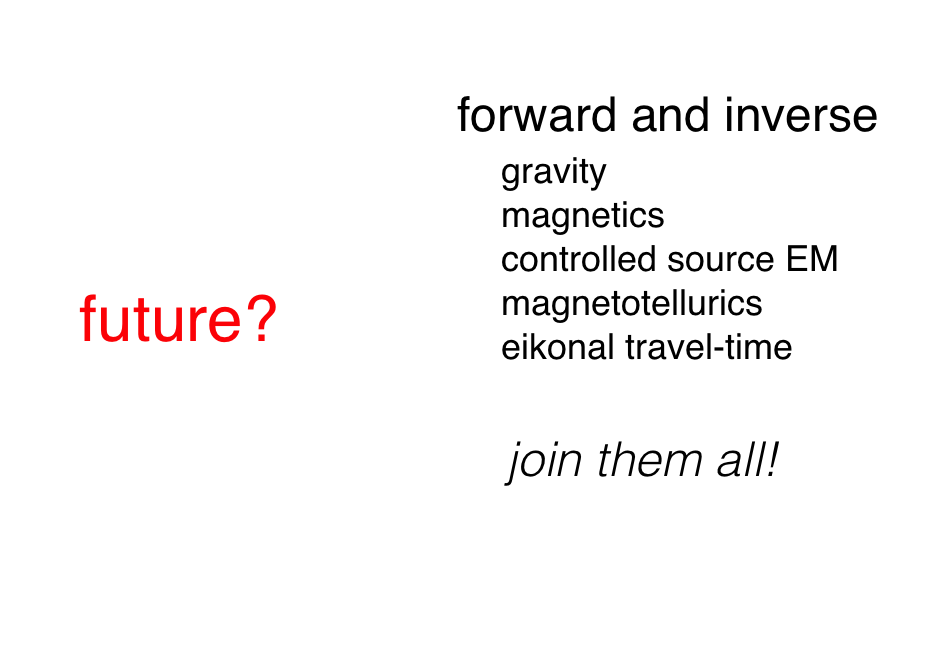 future?
forward and inverse
gravity
magnetics
controlled source EM
magnetotellurics
eikonal travel-time
join them all!